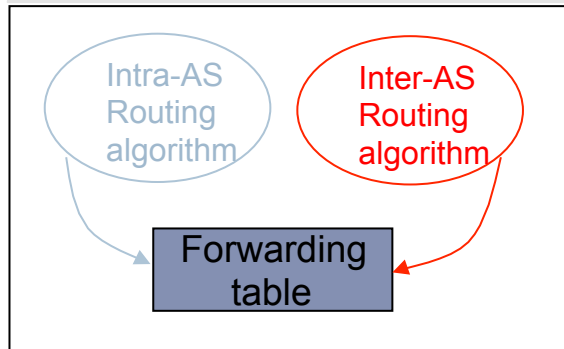 Intra-AS
Routing
algorithm
Inter-AS
Routing
algorithm
Forwarding
table